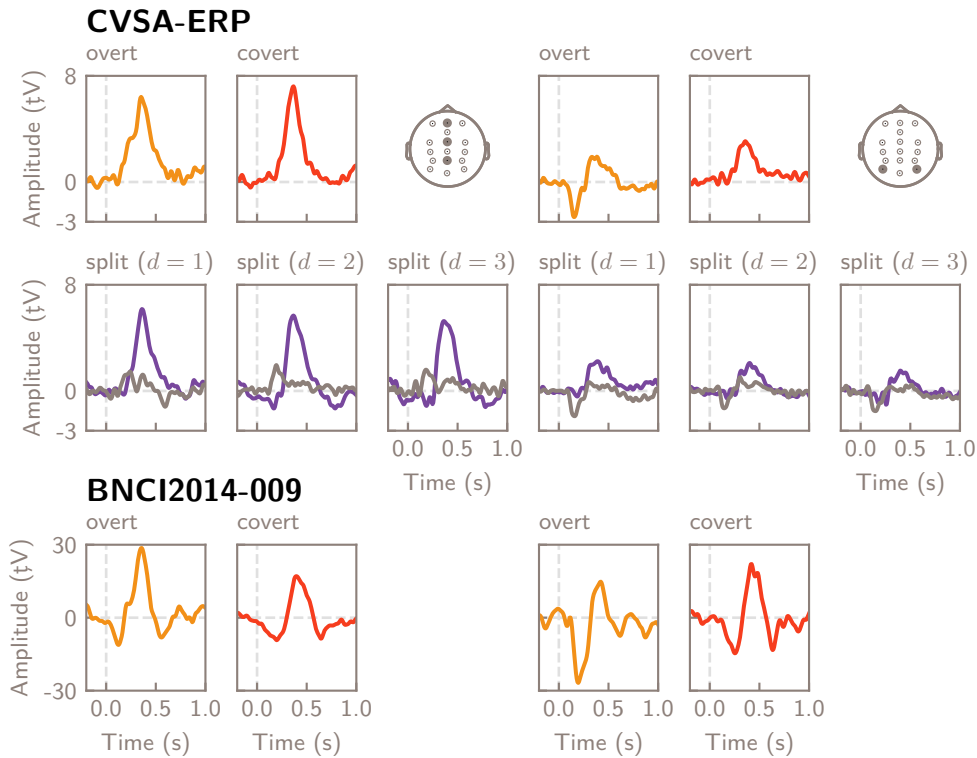 CVSA-ERP
overt covert overt covert
Amplitude (ţV)
8
0
-3
split (d = 1) split (d = 2) split (d = 3) split (d = 1) split (d = 2) split (d = 3)
Amplitude (ţV)
8
0
-3
0.0 0.5 1.0 0.0 0.5 1.0
Time (s) Time (s)
BNCI2014-009
overt covert overt covert
Amplitude (ţV)
30
0
-30
0.0 0.5 1.0 0.0 0.5 1.0 0.0 0.5 1.0 0.0 0.5 1.0
Time (s) Time (s) Time (s) Time (s)